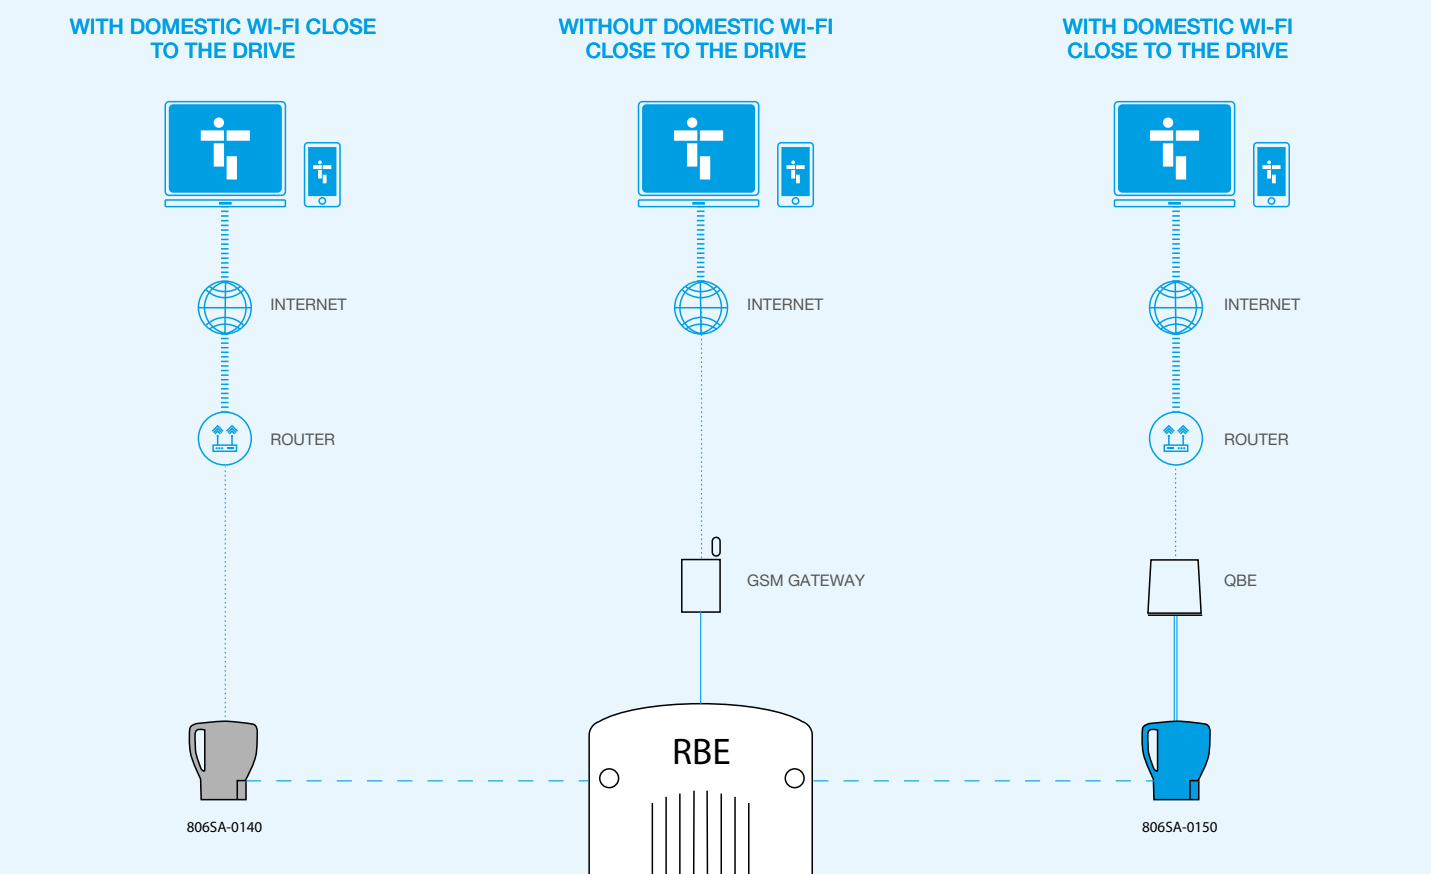 WITH DOMESTIC WI-FI CLOSE
TO THE DRIVE
WITHOUT DOMESTIC WI-FI
CLOSE TO THE DRIVE
WITH DOMESTIC WI-FI
CLOSE TO THE DRIVE
INTERNET
INTERNET
INTERNET
ROUTER
ROUTER
GSM GATEWAY
QBE
RBE
806SA-0140
806SA-0150